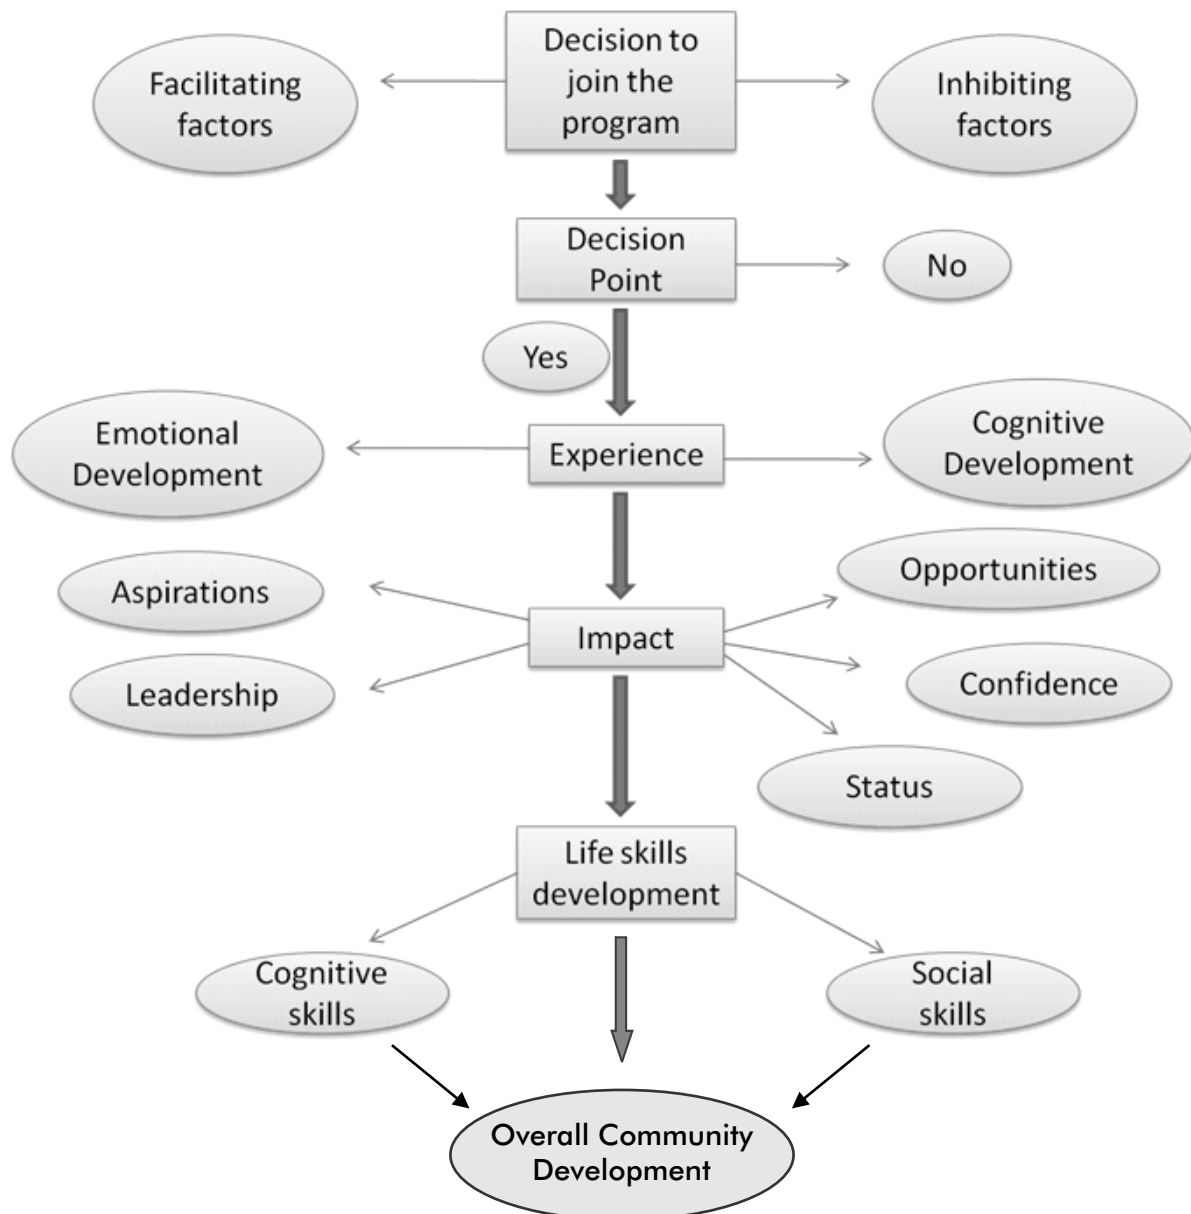 Decision to
join the
program
Facilitating
factors
Inhibiting
factors
Decision
Point
No
Yes
Emotional
Development
Experience
Cognitive
Development
Aspirations
Opportunities
Impact
Leadership
Confidence
Status
Life skills
development
Cognitive
skills
Social
skills
Overall Community
Development